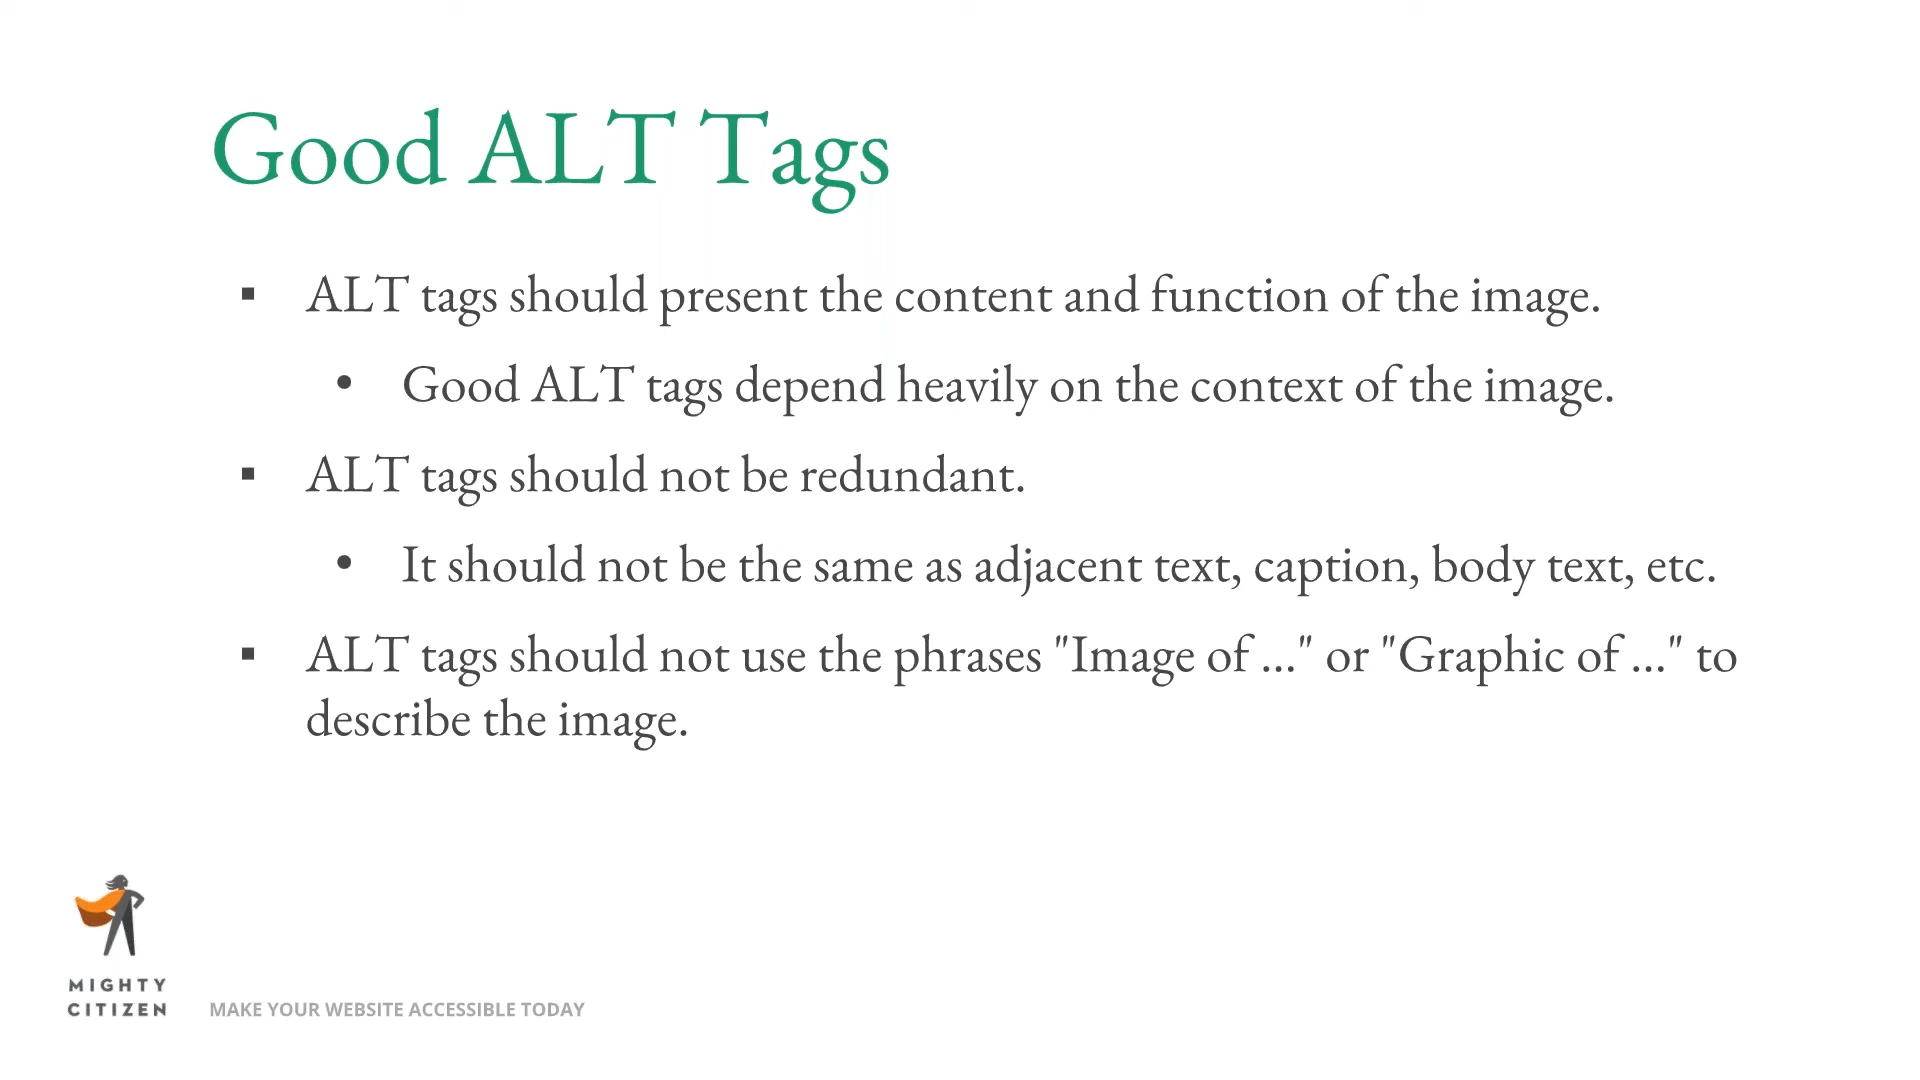 Good ALT Tags
▪ ALT tags should present the content and function of the image.
• Good ALT tags depend heavily on the context of the image.
▪ ALT tags should not be redundant.
• It should not be the same as adjacent text, caption, body text, etc.
▪ ALT tags should not use the phrases "Image of ..." or "Graphic of ..." to
describe the image.
MIGHTY
CITIZEN
MAKE YOUR WEBSITE ACCESSIBLE TODAY